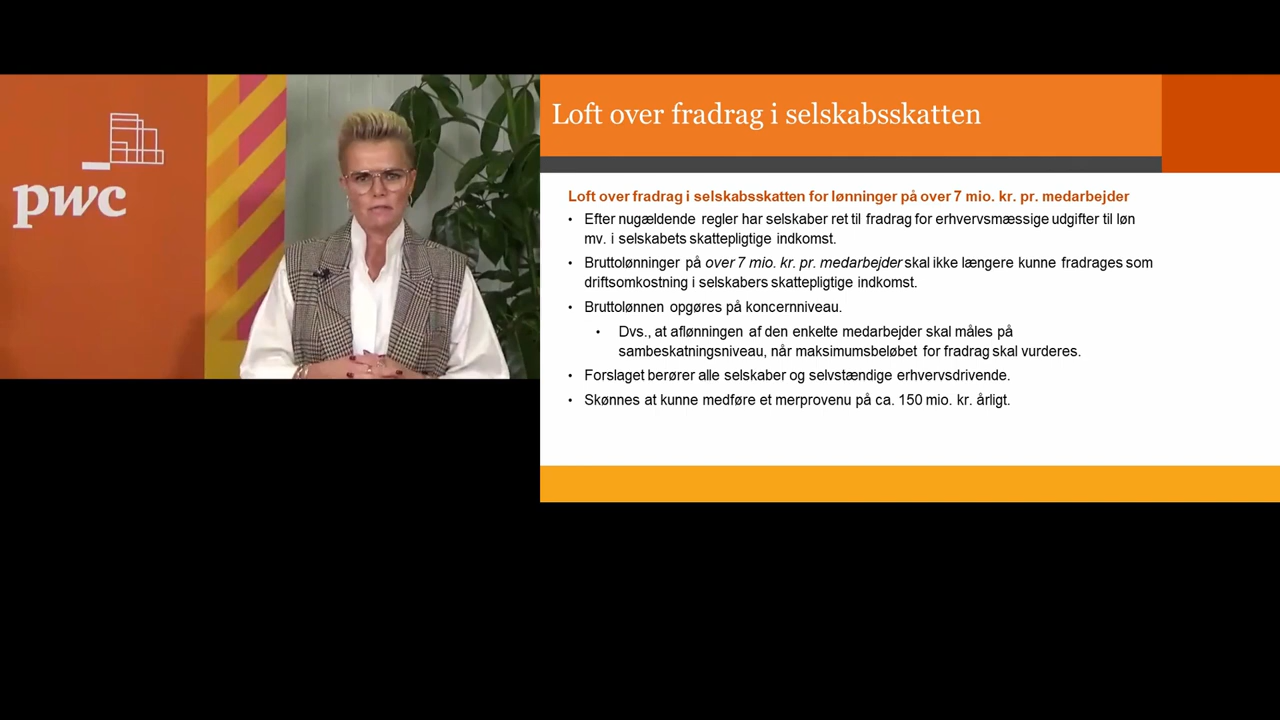 pwc
Loft over fradrag i selskabsskatten
Loft over fradrag i selskabsskatten for lønninger på over 7 mio. kr. pr. medarbejder
• Efter nugældende regler har selskaber ret til fradrag for erhvervsmæssige udgifter til løn
mv. i selskabets skattepligtige indkomst.
• Bruttolønninger på over 7 mio. kr. pr. medarbejder skal ikke længere kunne fradrages som
driftsomkostning i selskabers skattepligtige indkomst.
• Bruttolønnen opgøres på koncernniveau.
• Dvs., at aflønningen af den enkelte medarbejder skal måles på
sambeskatningsniveau, når maksimumsbeløbet for fradrag skal vurderes.
• Forslaget berører alle selskaber og selvstændige erhvervsdrivende.
• Skønnes at kunne medføre et merprovenu på ca. 150 mio. kr. årligt.